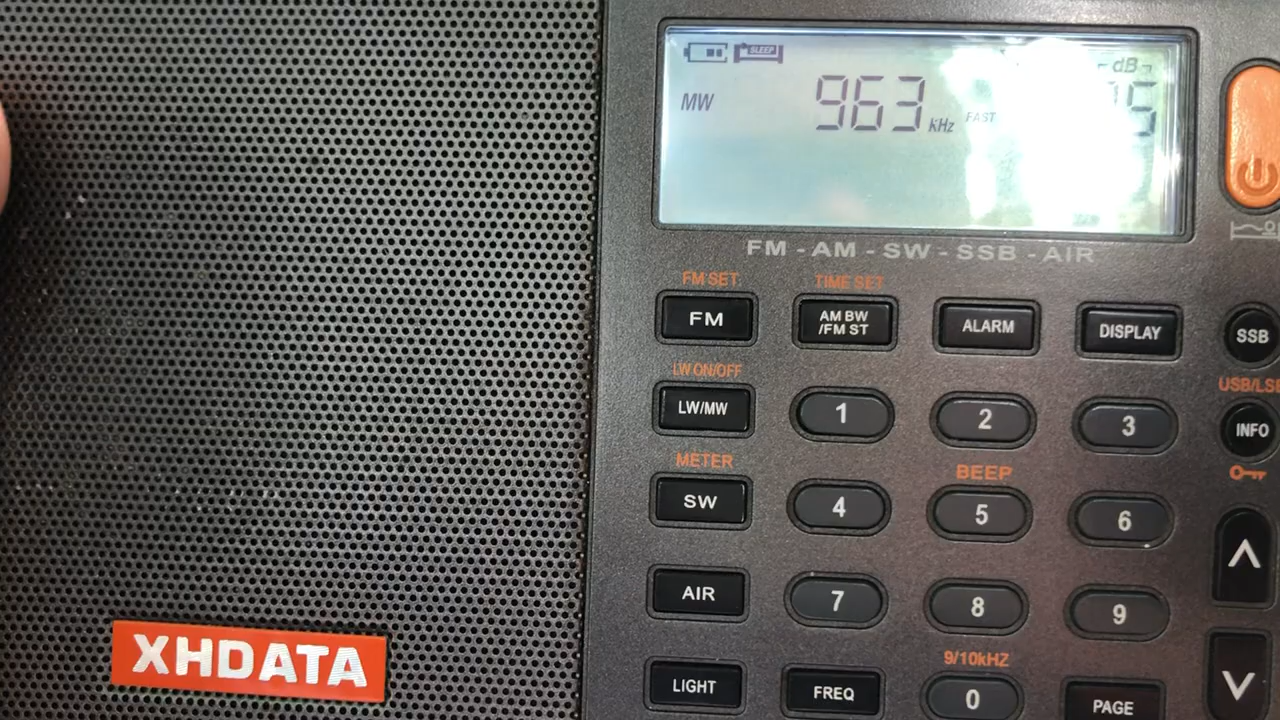 SLEEP
dB
MW 963 kHz FAST
FM - AM - SW - SSB - AIR
FM SET TIME SET
FM AM BW /FM ST ALARM DISPLAY SSB
LW ON/OFF
LW/MW 1 2 3 INFO
METER BEEP
SW 4 5 6
AIR 7 8 9
9/10kHZ
LIGHT FREQ 0 PAGE
XHDATA